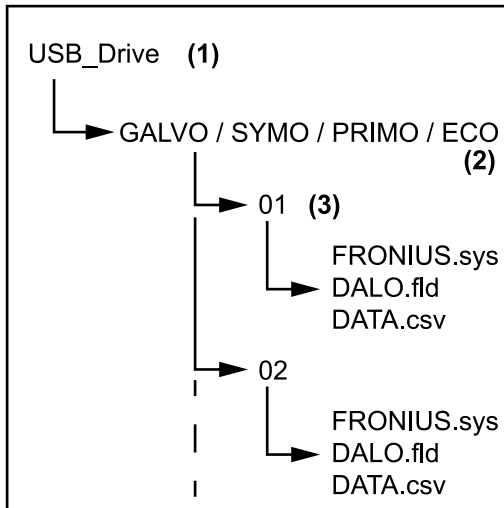 USB_Drive (1)
GALVO / SYMO / PRIMO / ECO
(2)
01 (3)
FRONIUS.sys
DALO.fld
DATA.csv
02
FRONIUS.sys
DALO.fld
DATA.csv